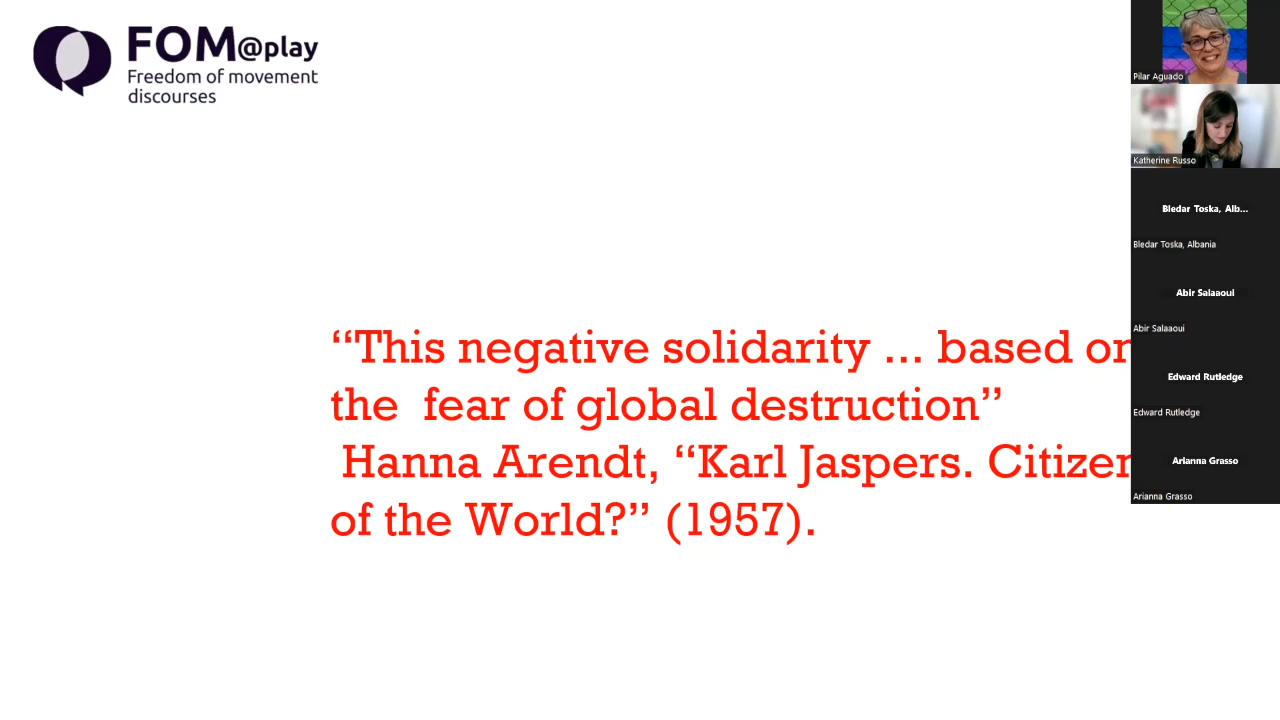 FOM@play
Freedom of movement
discourses
“This negative solidarity ... based on
the fear of global destruction”
Hanna Arendt, “Karl Jaspers. Citizen
of the World?” (1957).
Pilar Aguado
Katherine Russo
Bledar Toska, Alb...
Bledar Toska, Albania
Abir Salaaoui
Abir Salaaoui
Edward Rutledge
Edward Rutledge
Arianna Grasso
Arianna Grasso